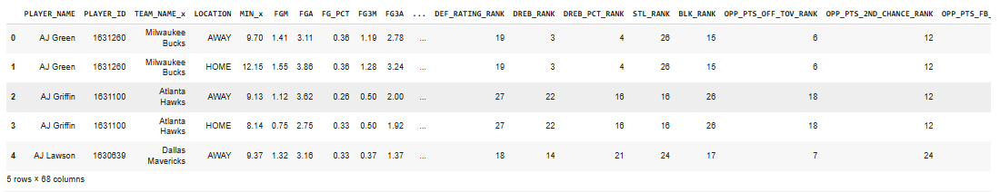 PLAYER_NAME PLAYER_ID TEAM_NAME_x LOCATION MIN_x FGM FGA FG_PCT FG3M FG3A ... DEF_RATING_RANK DREB_RANK DREB_PCT_RANK STL_RANK BLK_RANK OPP_PTS_OFF_TOV_RANK OPP_PTS_2ND_CHANCE_RANK OPP_PTS_FB_
0 AJ Green 1631260 Milwaukee Bucks AWAY 9.70 1.41 3.11 0.36 1.19 2.78 ... 19 3 4 26 15 6 12
1 AJ Green 1631260 Milwaukee Bucks HOME 12.15 1.55 3.86 0.36 1.28 3.24 ... 19 3 4 26 15 6 12
2 AJ Griffin 1631100 Atlanta Hawks AWAY 9.13 1.12 3.62 0.26 0.50 2.00 ... 27 22 16 16 26 18 12
3 AJ Griffin 1631100 Atlanta Hawks HOME 8.14 0.75 2.75 0.33 0.50 1.92 ... 27 22 16 16 26 18 12
4 AJ Lawson 1630639 Dallas Mavericks AWAY 9.37 1.32 3.16 0.33 0.37 1.37 ... 18 14 21 24 17 7 24
5 rows × 68 columns